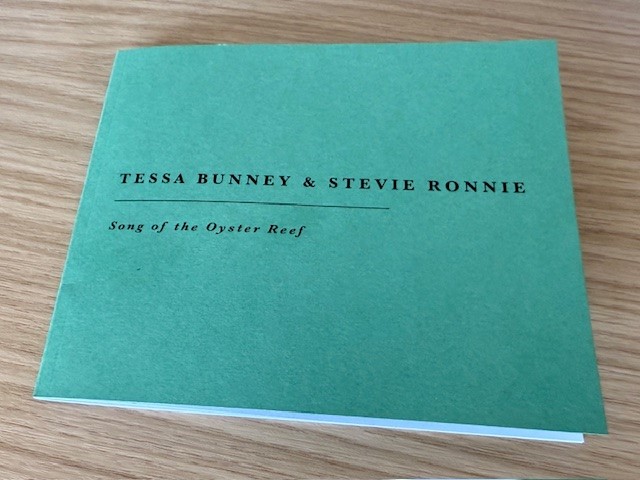 TESSA BUNNEY & STEVIE RONNIE
Song of the Oyster Reef